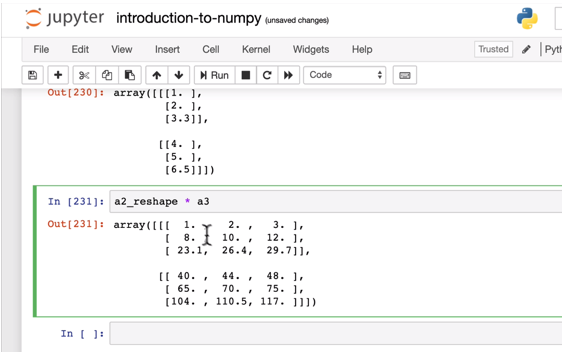 jupyter introduction-to-numpy (unsaved changes)
File Edit View Insert Cell Kernel Widgets Help Trusted
Run Code
Out[230]: array([[[1. ],
[2. ],
[3.3]],
[[4. ],
[5. ],
[6.5]]])
In [231]: a2_reshape * a3
Out[231]: array([[[ 1. , 2. , 3. ],
[ 8. , 10. , 12. ],
[ 23.1, 26.4, 29.7]],
[[ 40. , 44. , 48. ],
[ 65. , 70. , 75. ],
[104. , 110.5, 117. ]]])
In [ ]: